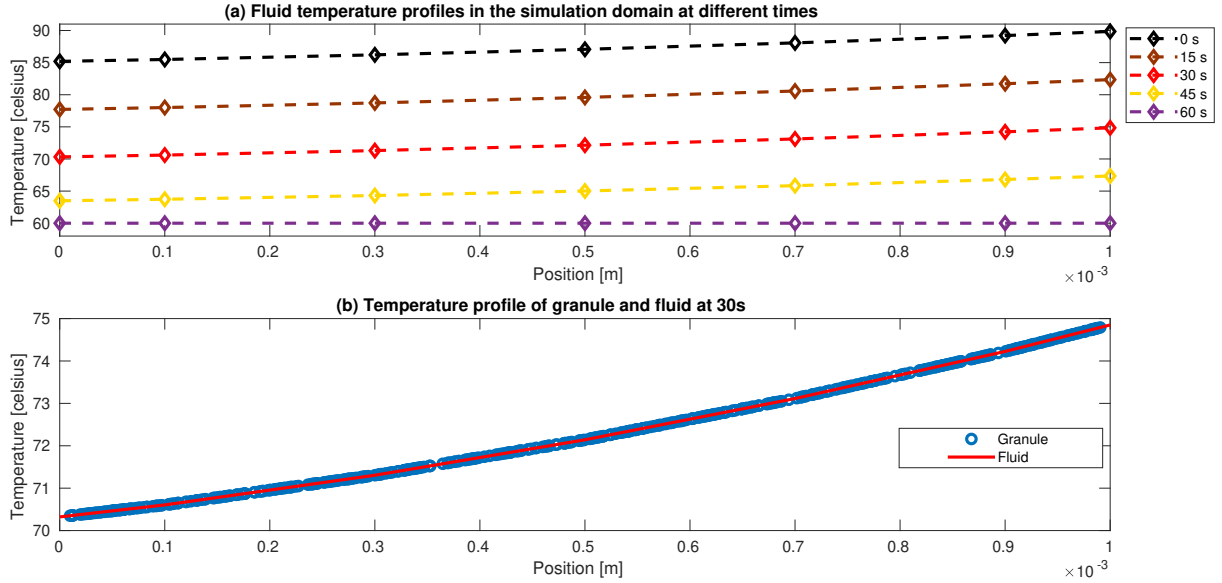 (a) Fluid temperature profiles in the simulation domain at different times
Temperature [celsius]
90
85
80
75
70
65
60
0
0.1
0.2
0.3
0.4
0.5
0.6
0.7
0.8
0.9
1
Position [m]
×10⁻³
0 s
15 s
30 s
45 s
60 s
(b) Temperature profile of granule and fluid at 30s
Temperature [celsius]
75
74
73
72
71
70
0
0.1
0.2
0.3
0.4
0.5
0.6
0.7
0.8
0.9
1
Position [m]
×10⁻³
Granule
Fluid